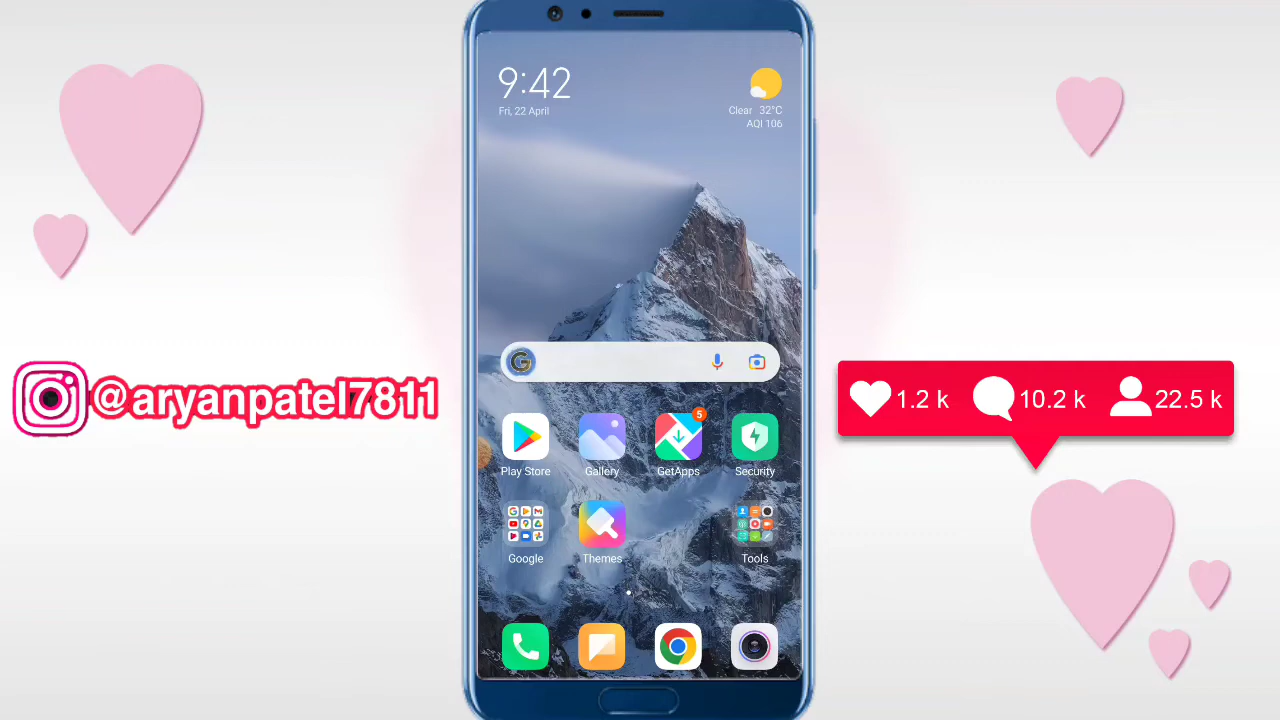 9:42
Fri, 22 April
Clear 32°C
AQI 106
@aryanpatel7811
1.2 k 10.2 k 22.5 k
5
Play Store Gallery GetApps Security
Google Themes Tools